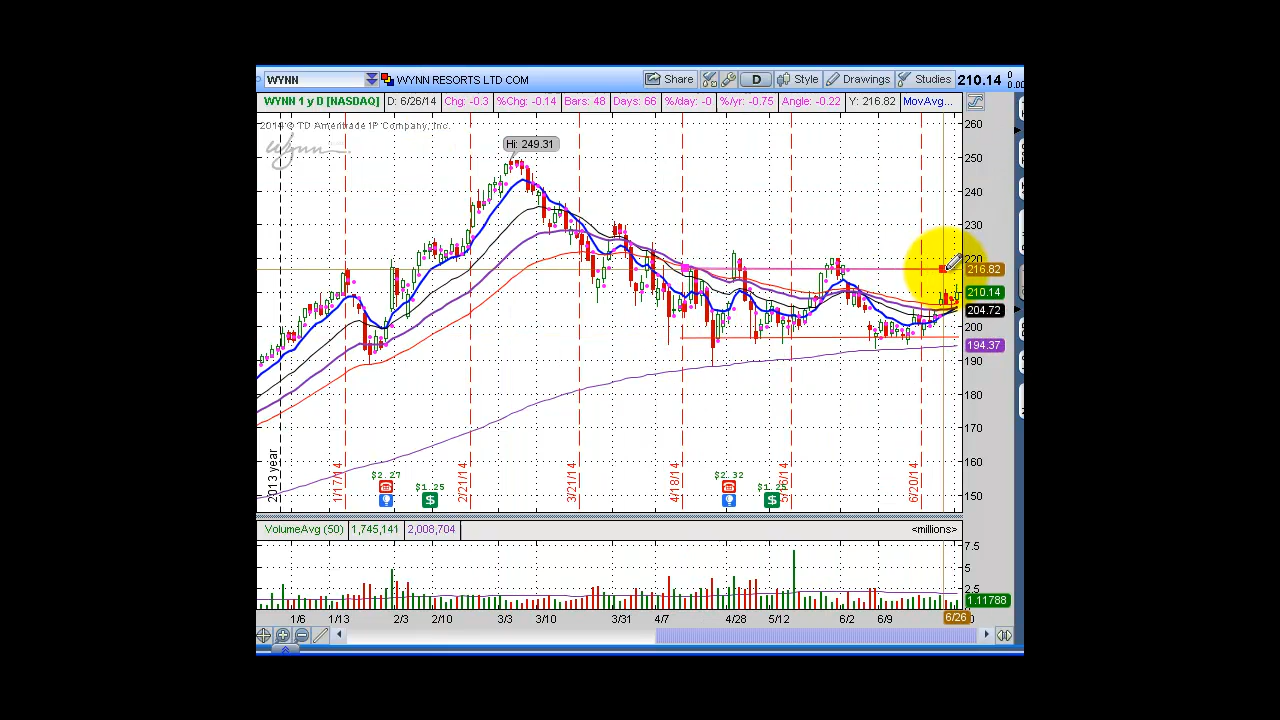 WYNN
WYNN RESORTS LTD COM
Share
D
Style
Drawings
Studies
210.14
0
0.00
WYNN 1 y D [NASDAQ]
D: 6/26/14
Chg: -0.3
%Chg: -0.14
Bars: 48
Days: 66
%/day: -0
%/yr: -0.75
Angle: -0.22
Y: 216.82
MovAvg...
2014 © TD Ameritrade IP Company, Inc.
Wynn
Hi: 249.31
260
250
240
230
220
216.82
210.14
204.72
200
194.37
190
180
170
160
150
2013 year
1/17/14
2/21/14
3/21/14
4/18/14
5/16/14
6/20/14
$2.27
$1.25
$2.32
VolumeAvg (50)
1,745,141
2,008,704
<millions>
7.5
5
2.5
1.11788
1/6
1/13
2/3
2/10
3/3
3/10
3/31
4/7
4/28
5/12
6/2
6/9
6/26